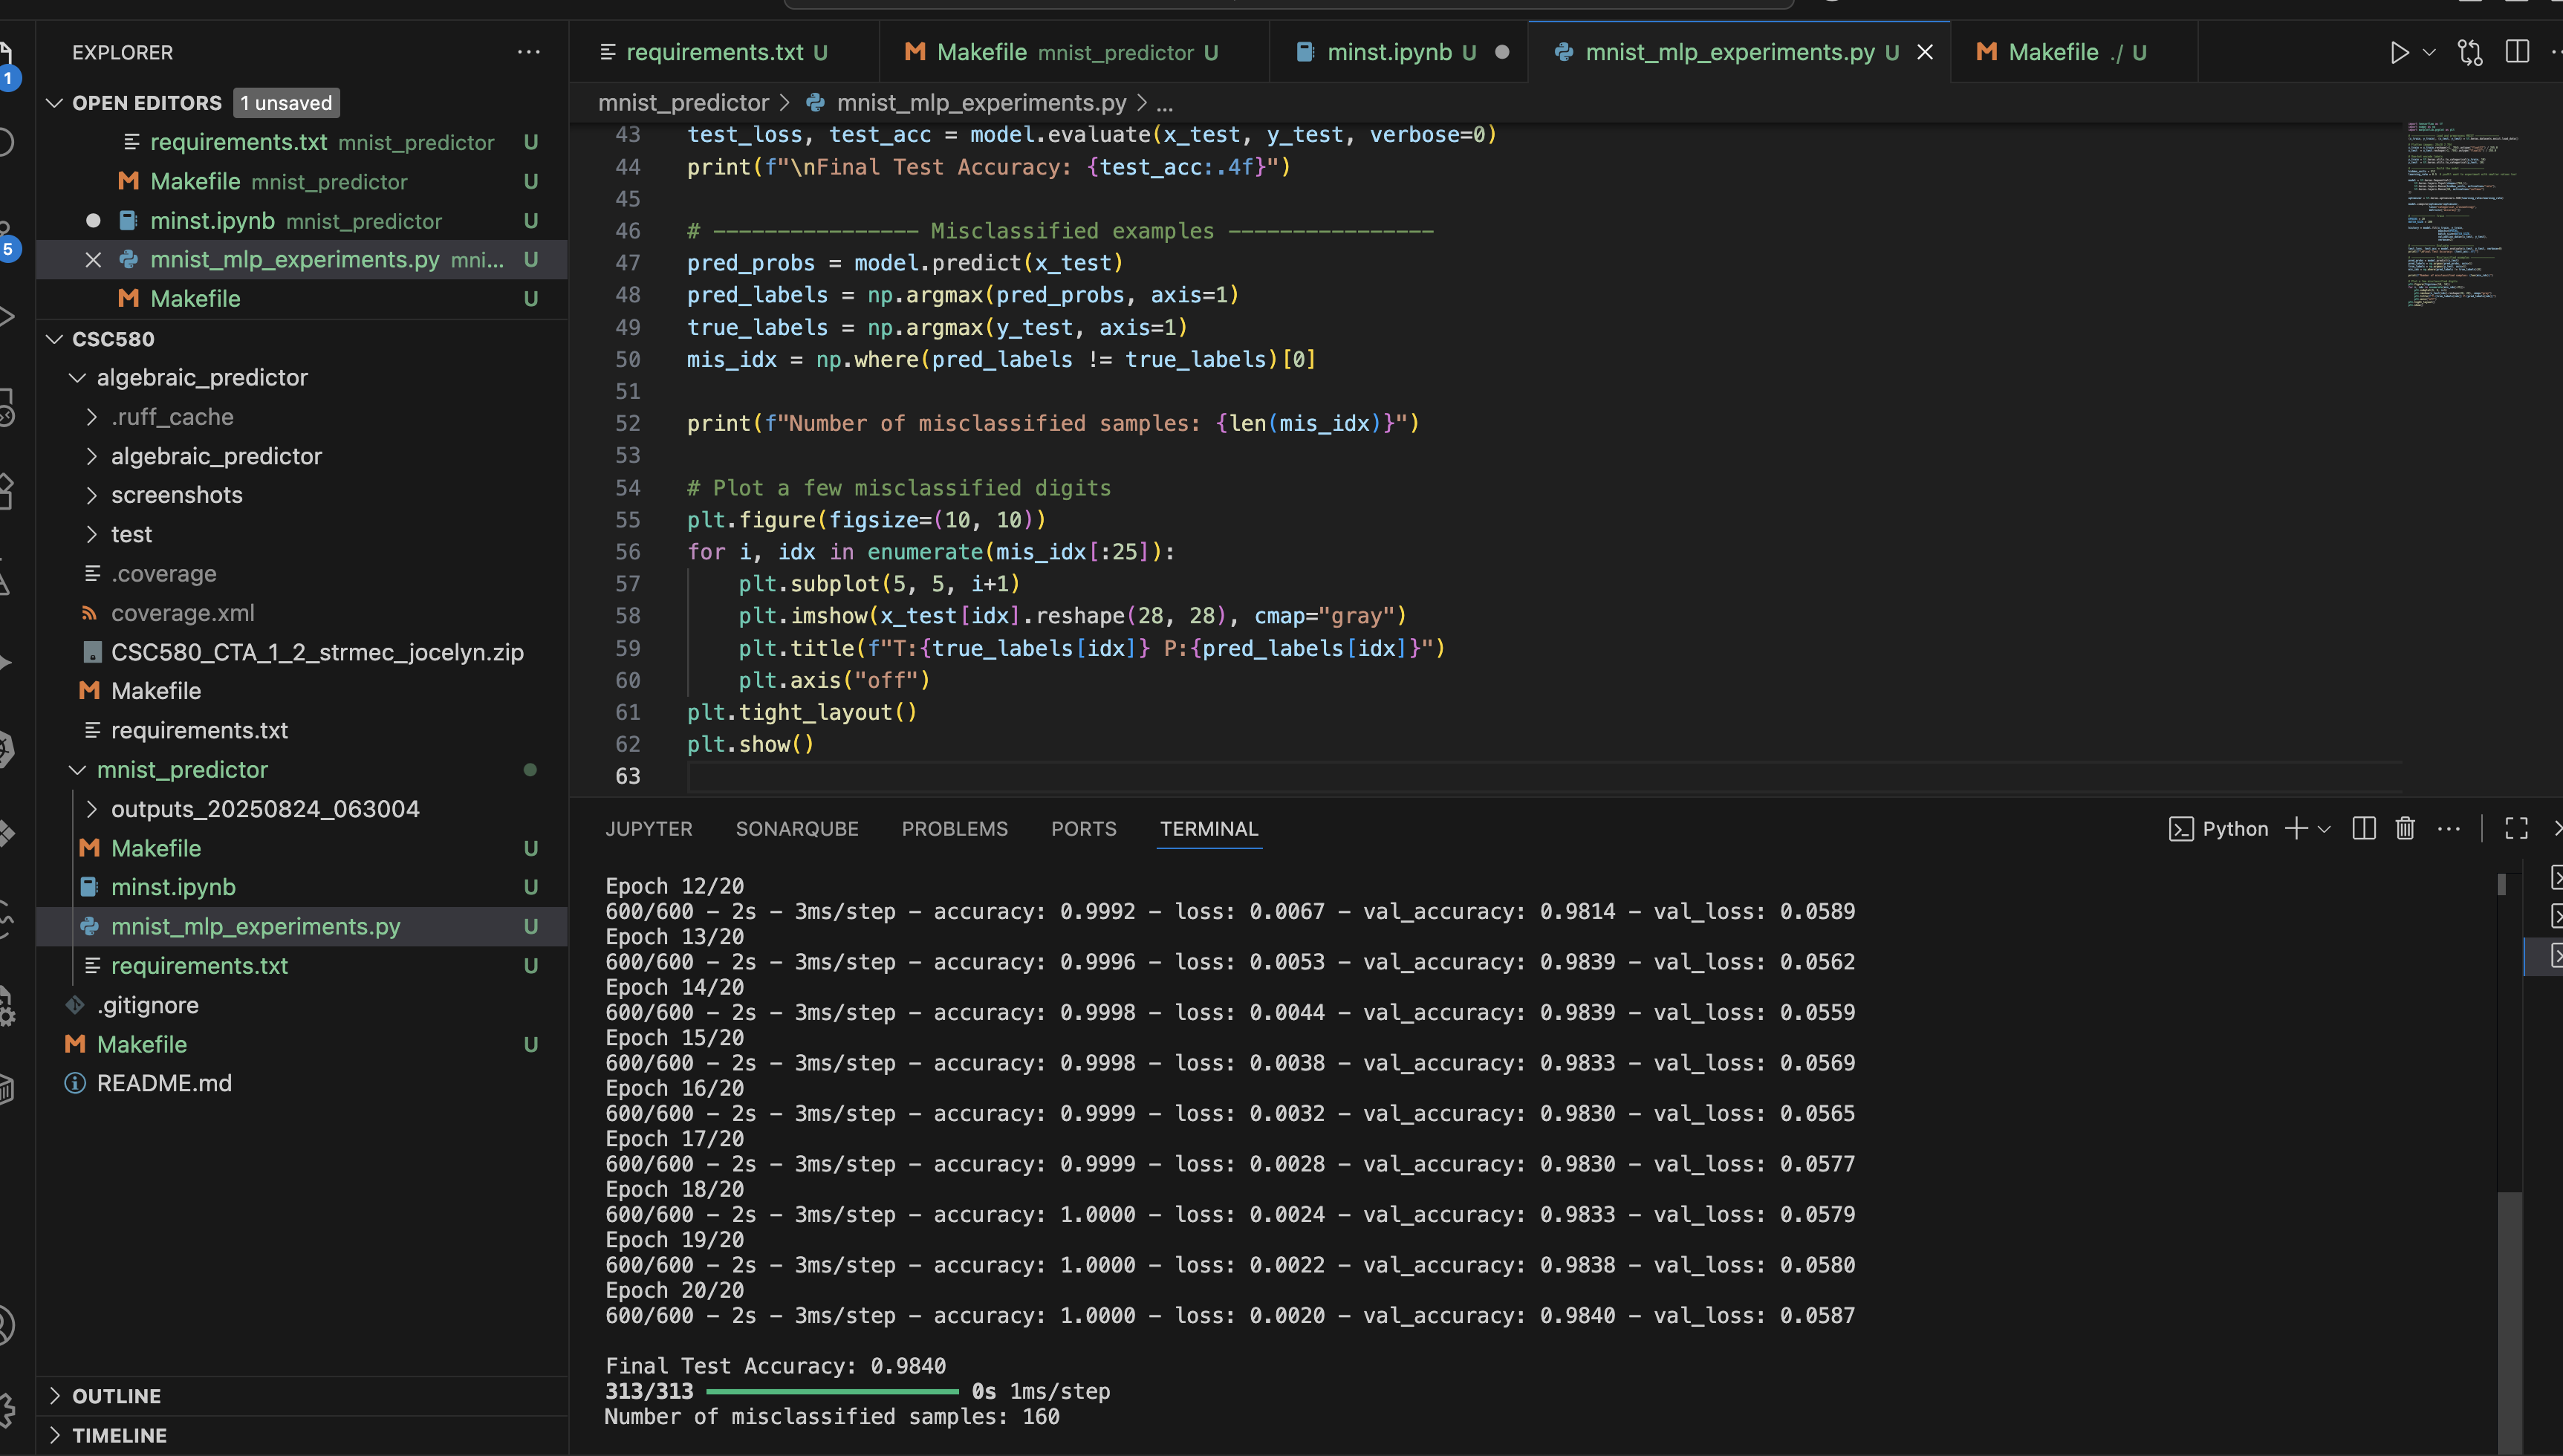 EXPLORER
OPEN EDITORS 1 unsaved
requirements.txt mnist_predictor U
Makefile mnist_predictor U
minst.ipynb mnist_predictor U
mnist_mlp_experiments.py mni... U
Makefile U
CSC580
algebraic_predictor
.ruff_cache
algebraic_predictor
screenshots
test
.coverage
coverage.xml
CSC580_CTA_1_2_strmec_jocelyn.zip
Makefile
requirements.txt
mnist_predictor
outputs_20250824_063004
Makefile U
minst.ipynb U
mnist_mlp_experiments.py U
requirements.txt U
.gitignore
Makefile U
README.md
OUTLINE
TIMELINE
1
5
requirements.txt U
Makefile mnist_predictor U
minst.ipynb U
mnist_mlp_experiments.py U
Makefile ./ U
mnist_predictor > mnist_mlp_experiments.py > ...
43 test_loss, test_acc = model.evaluate(x_test, y_test, verbose=0)
44 print(f"\nFinal Test Accuracy: {test_acc:.4f}")
45
46 # ---------------- Misclassified examples ----------------
47 pred_probs = model.predict(x_test)
48 pred_labels = np.argmax(pred_probs, axis=1)
49 true_labels = np.argmax(y_test, axis=1)
50 mis_idx = np.where(pred_labels != true_labels)[0]
51
52 print(f"Number of misclassified samples: {len(mis_idx)}")
53
54 # Plot a few misclassified digits
55 plt.figure(figsize=(10, 10))
56 for i, idx in enumerate(mis_idx[:25]):
57 plt.subplot(5, 5, i+1)
58 plt.imshow(x_test[idx].reshape(28, 28), cmap="gray")
59 plt.title(f"T:{true_labels[idx]} P:{pred_labels[idx]}")
60 plt.axis("off")
61 plt.tight_layout()
62 plt.show()
63
JUPYTER SONARQUBE PROBLEMS PORTS TERMINAL
Python
Epoch 12/20
600/600 - 2s - 3ms/step - accuracy: 0.9992 - loss: 0.0067 - val_accuracy: 0.9814 - val_loss: 0.0589
Epoch 13/20
600/600 - 2s - 3ms/step - accuracy: 0.9996 - loss: 0.0053 - val_accuracy: 0.9839 - val_loss: 0.0562
Epoch 14/20
600/600 - 2s - 3ms/step - accuracy: 0.9998 - loss: 0.0044 - val_accuracy: 0.9839 - val_loss: 0.0559
Epoch 15/20
600/600 - 2s - 3ms/step - accuracy: 0.9998 - loss: 0.0038 - val_accuracy: 0.9833 - val_loss: 0.0569
Epoch 16/20
600/600 - 2s - 3ms/step - accuracy: 0.9999 - loss: 0.0032 - val_accuracy: 0.9830 - val_loss: 0.0565
Epoch 17/20
600/600 - 2s - 3ms/step - accuracy: 0.9999 - loss: 0.0028 - val_accuracy: 0.9830 - val_loss: 0.0577
Epoch 18/20
600/600 - 2s - 3ms/step - accuracy: 1.0000 - loss: 0.0024 - val_accuracy: 0.9833 - val_loss: 0.0579
Epoch 19/20
600/600 - 2s - 3ms/step - accuracy: 1.0000 - loss: 0.0022 - val_accuracy: 0.9838 - val_loss: 0.0580
Epoch 20/20
600/600 - 2s - 3ms/step - accuracy: 1.0000 - loss: 0.0020 - val_accuracy: 0.9840 - val_loss: 0.0587
Final Test Accuracy: 0.9840
313/313 0s 1ms/step
Number of misclassified samples: 160